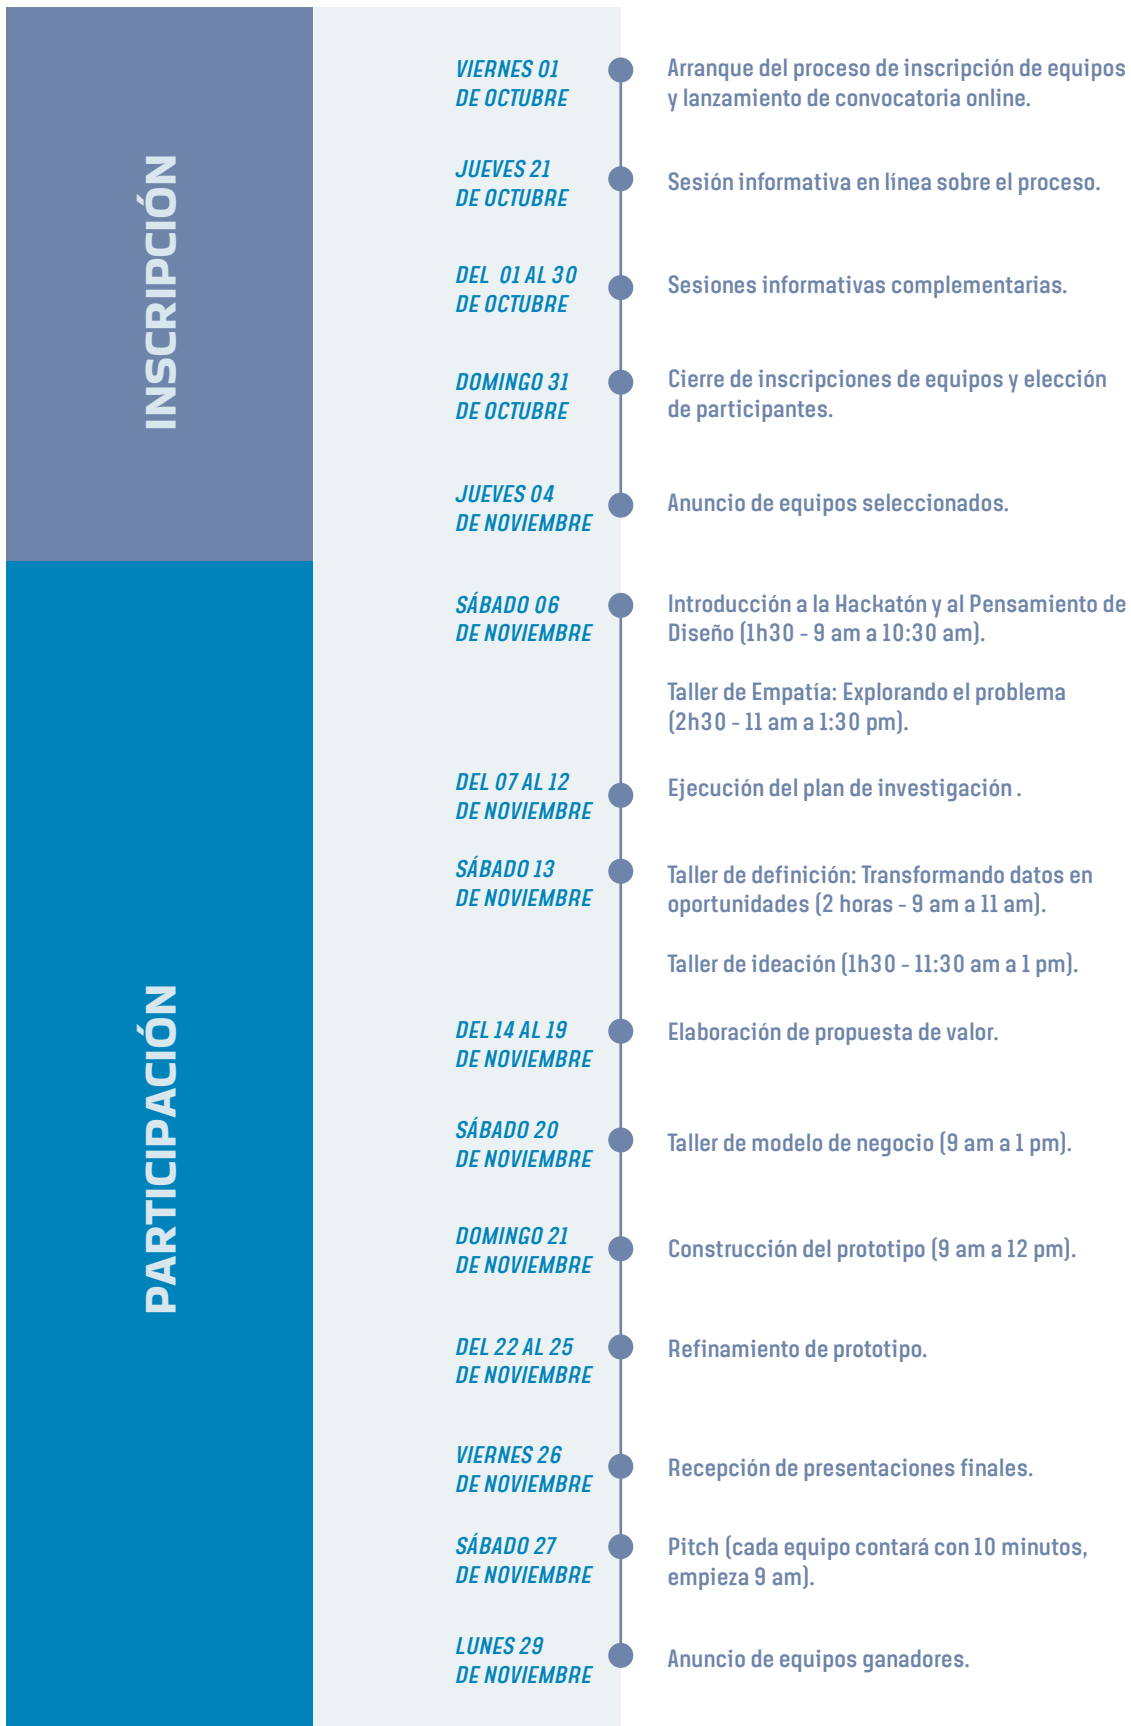 INSCRIPCIÓN
VIERNES 01
DE OCTUBRE
Arranque del proceso de inscripción de equipos
y lanzamiento de convocatoria online.
JUEVES 21
DE OCTUBRE
Sesión informativa en línea sobre el proceso.
DEL 01 AL 30
DE OCTUBRE
Sesiones informativas complementarias.
DOMINGO 31
DE OCTUBRE
Cierre de inscripciones de equipos y elección
de participantes.
JUEVES 04
DE NOVIEMBRE
Anuncio de equipos seleccionados.
PARTICIPACIÓN
SÁBADO 06
DE NOVIEMBRE
Introducción a la Hackatón y al Pensamiento de
Diseño (1h30 - 9 am a 10:30 am).
Taller de Empatía: Explorando el problema
(2h30 - 11 am a 1:30 pm).
DEL 07 AL 12
DE NOVIEMBRE
Ejecución del plan de investigación .
SÁBADO 13
DE NOVIEMBRE
Taller de definición: Transformando datos en
oportunidades (2 horas - 9 am a 11 am).
Taller de ideación (1h30 - 11:30 am a 1 pm).
DEL 14 AL 19
DE NOVIEMBRE
Elaboración de propuesta de valor.
SÁBADO 20
DE NOVIEMBRE
Taller de modelo de negocio (9 am a 1 pm).
DOMINGO 21
DE NOVIEMBRE
Construcción del prototipo (9 am a 12 pm).
DEL 22 AL 25
DE NOVIEMBRE
Refinamiento de prototipo.
VIERNES 26
DE NOVIEMBRE
Recepción de presentaciones finales.
SÁBADO 27
DE NOVIEMBRE
Pitch (cada equipo contará con 10 minutos,
empieza 9 am).
LUNES 29
DE NOVIEMBRE
Anuncio de equipos ganadores.